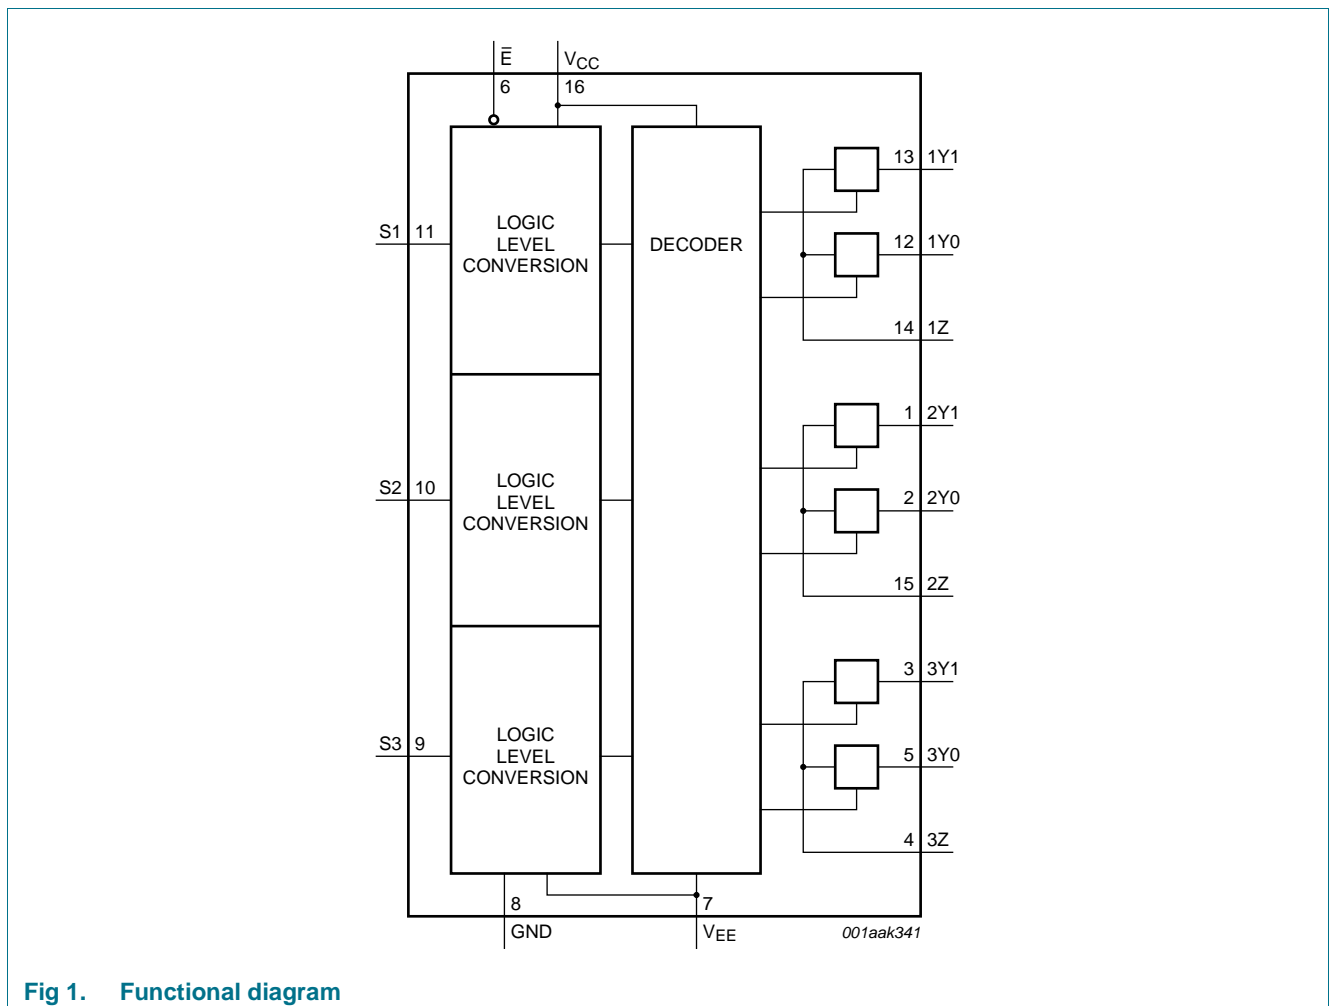 E̅ VCC
6 16
13 1Y1
LOGIC
LEVEL
CONVERSION
S1 11
DECODER
12 1Y0
14 1Z
1 2Y1
LOGIC
LEVEL
CONVERSION
S2 10
2 2Y0
15 2Z
3 3Y1
LOGIC
LEVEL
CONVERSION
S3 9
5 3Y0
4 3Z
8 7
GND VEE 001aak341
Fig 1. Functional diagram